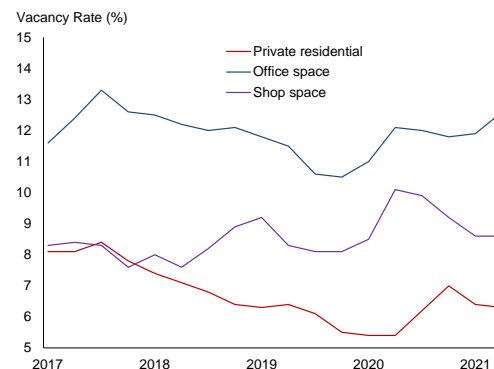 Vacancy Rate (%)
15
14
13
12
11
10
9
8
7
6
5
Private residential
Office space
Shop space
2017 2018 2019 2020 2021